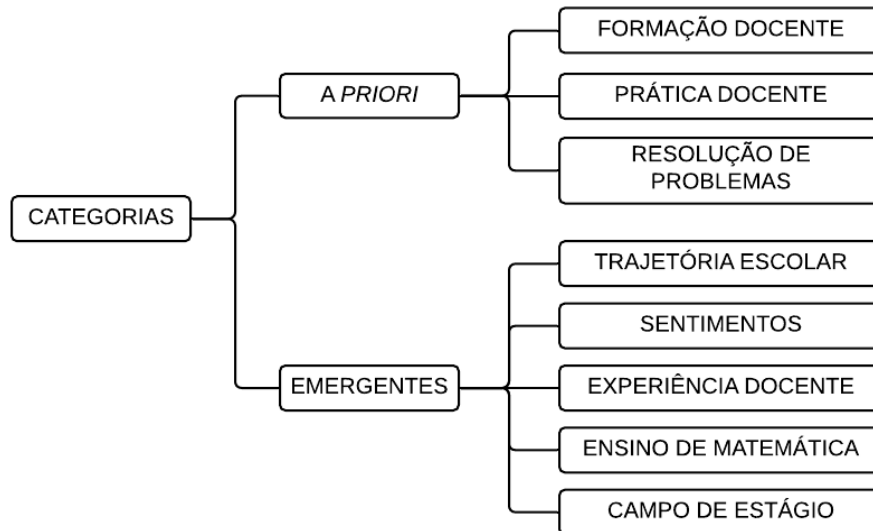 CATEGORIAS
A PRIORI
FORMAÇÃO DOCENTE
PRÁTICA DOCENTE
RESOLUÇÃO DE
PROBLEMAS
EMERGENTES
TRAJETÓRIA ESCOLAR
SENTIMENTOS
EXPERIÊNCIA DOCENTE
ENSINO DE MATEMÁTICA
CAMPO DE ESTÁGIO